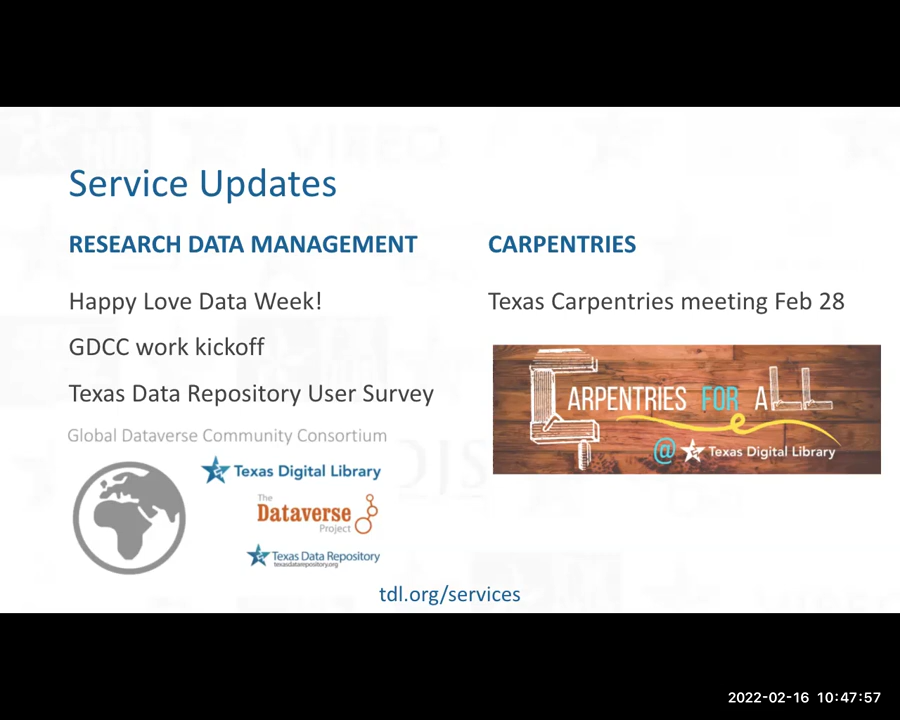 Service Updates
RESEARCH DATA MANAGEMENT
Happy Love Data Week!
GDCC work kickoff
Texas Data Repository User Survey
Global Dataverse Community Consortium
Texas Digital Library
The
Dataverse
Project
Texas Data Repository
texasdatarepository.org
CARPENTRIES
Texas Carpentries meeting Feb 28
CARPENTRIES FOR ALL
@ Texas Digital Library
tdl.org/services
2022-02-16 10:47:57